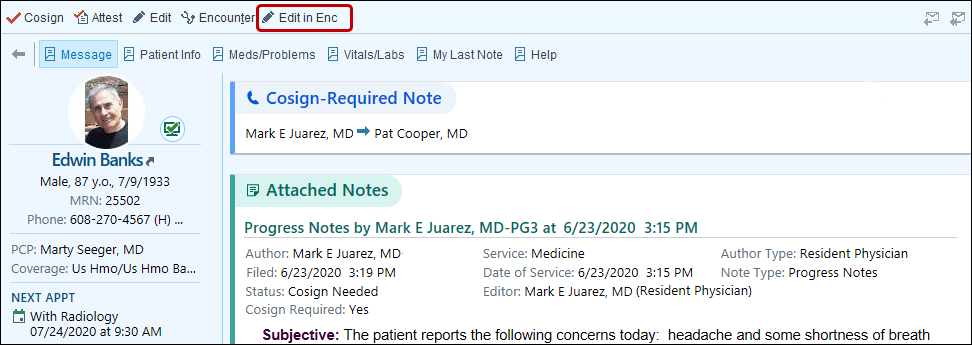 Cosign Attest Edit Encounter Edit in Enc
Message Patient Info Meds/Problems Vitals/Labs My Last Note Help
Edwin Banks
Male, 87 y.o., 7/9/1933
MRN: 25502
Phone: 608-270-4567 (H) ...
PCP: Marty Seeger, MD
Coverage: Us Hmo/Us Hmo Ba...
NEXT APPT
With Radiology
07/24/2020 at 9:30 AM
Cosign-Required Note
Mark E Juarez, MD Pat Cooper, MD
Attached Notes
Progress Notes by Mark E Juarez, MD-PG3 at 6/23/2020 3:15 PM
Author: Mark E Juarez, MD Service: Medicine Author Type: Resident Physician
Filed: 6/23/2020 3:19 PM Date of Service: 6/23/2020 3:15 PM Note Type: Progress Notes
Status: Cosign Needed Editor: Mark E Juarez, MD (Resident Physician)
Cosign Required: Yes
Subjective: The patient reports the following concerns today: headache and some shortness of breath